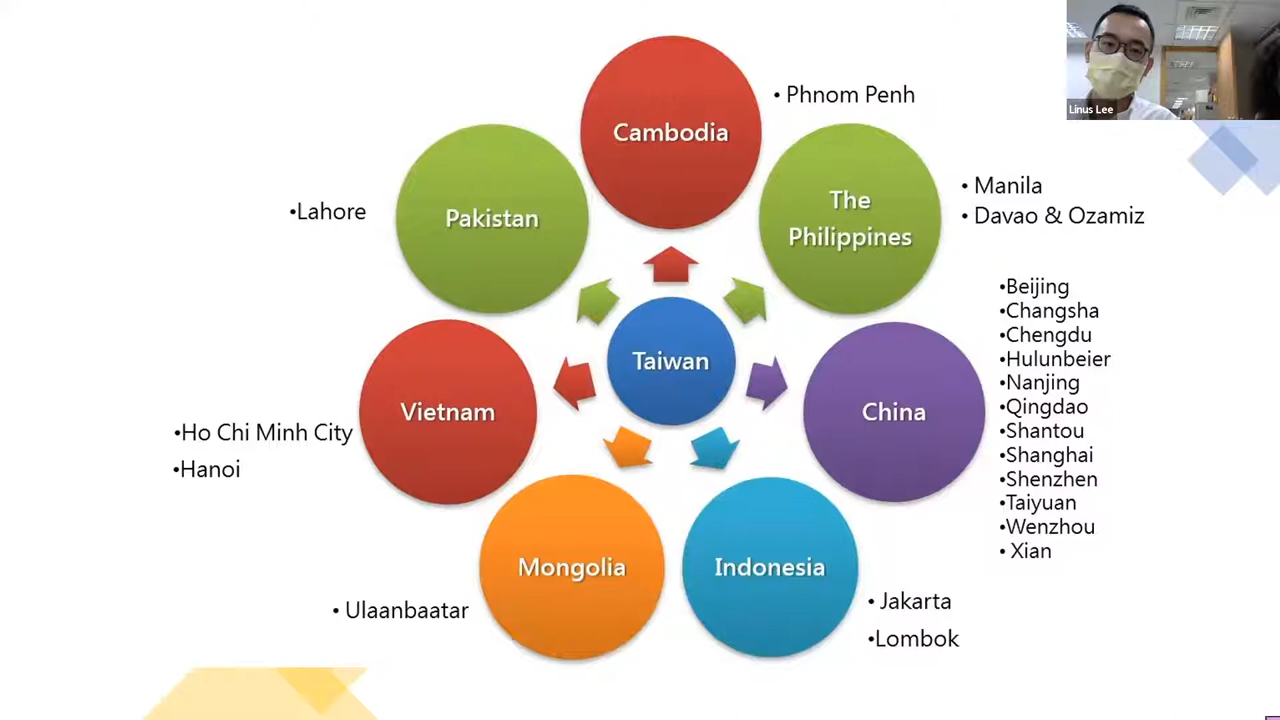 Linus Lee
Cambodia
• Phnom Penh
The
Philippines
• Manila
• Davao & Ozamiz
Pakistan
•Lahore
Taiwan
China
•Beijing
•Changsha
•Chengdu
•Hulunbeier
•Nanjing
•Qingdao
•Shantou
•Shanghai
•Shenzhen
•Taiyuan
•Wenzhou
• Xian
Vietnam
•Ho Chi Minh City
•Hanoi
Mongolia
• Ulaanbaatar
Indonesia
• Jakarta
•Lombok